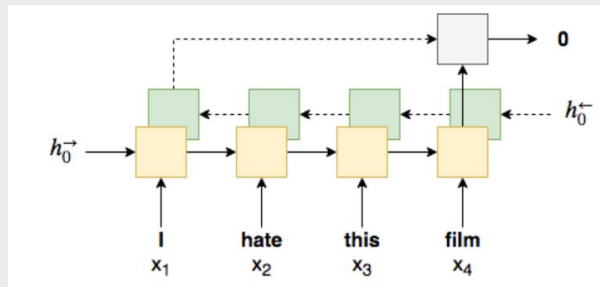 0
h₀→
h₀←
I hate this film
x₁ x₂ x₃ x₄